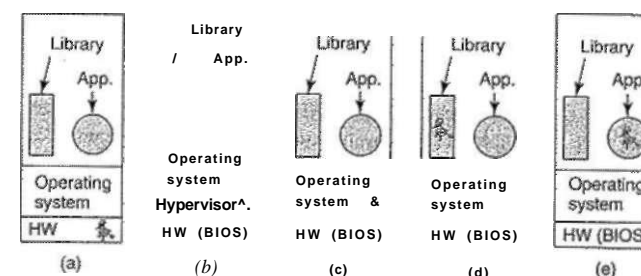 Library
App.
Operating
system
HW
(a)
Library
/ App.
Operating
system
Hypervisor^.
HW (BIOS)
(b)
Library
App.
Operating
system &
HW (BIOS)
(c)
Library
App.
Operating
system
HW (BIOS)
(d)
Library
App
Operating
system
HW (BIOS
(e)